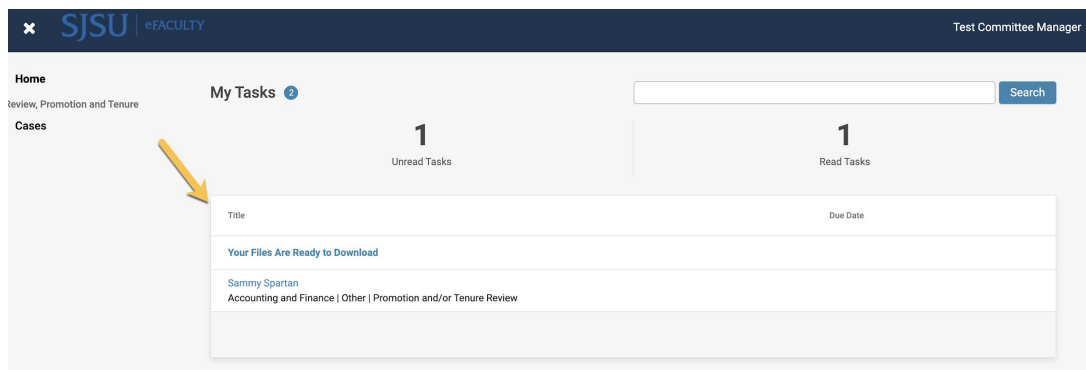 SJSU eFACULTY
Test Committee Manager
Home
Review, Promotion and Tenure
Cases
My Tasks 2
Search
1
Unread Tasks
1
Read Tasks
Title Due Date
Your Files Are Ready to Download
Sammy Spartan
Accounting and Finance | Other | Promotion and/or Tenure Review